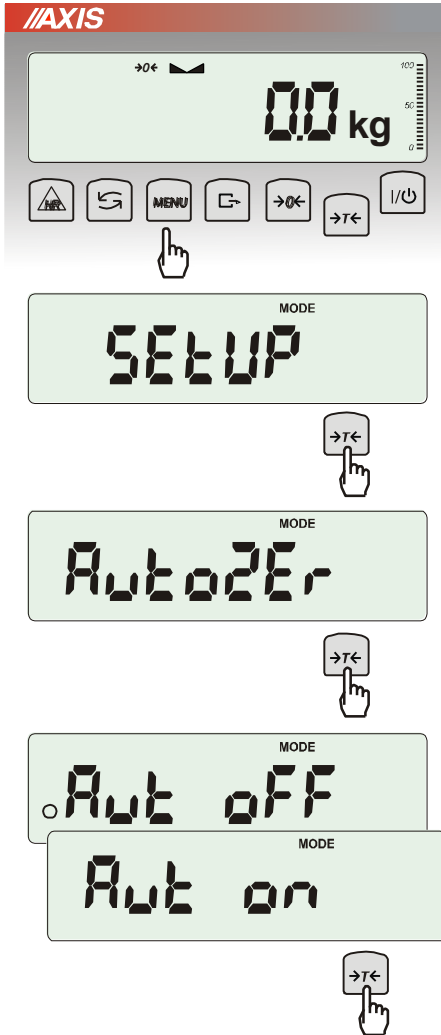 //AXIS
→0←
100
50
0
0.0 kg
HR
MENU
→0←
→T←
I/⏻
MODE
SEtUP
→T←
MODE
AutoZEr
→T←
MODE
Aut oFF
MODE
Aut on
→T←